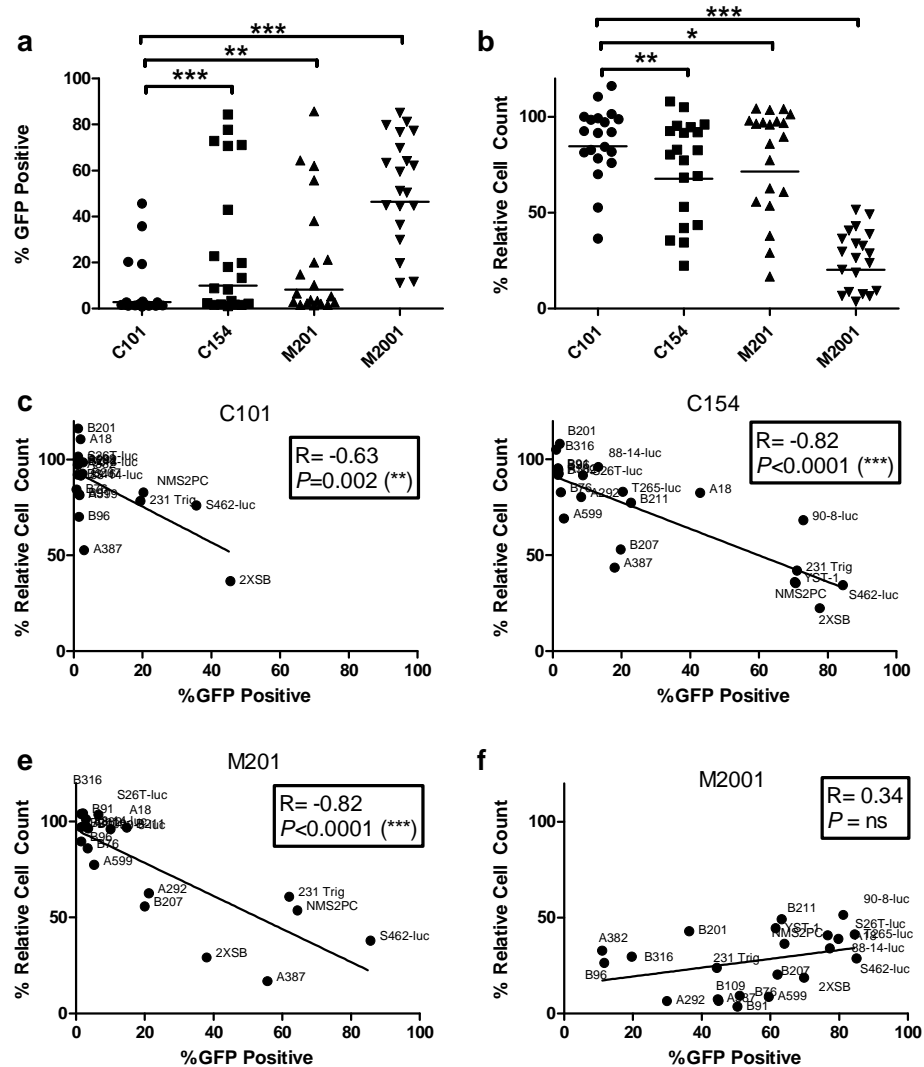 a
***
**
***
% GFP Positive
100
80
60
40
20
0
C101
C154
M201
M2001
b
***
*
**
% Relative Cell Count
100
50
0
C101
C154
M201
M2001
c
C101
R= -0.63
P=0.002 (**)
% Relative Cell Count
100
50
0
B201
A18
S26T-luc
NMS2PC
231 Trig
S462-luc
B96
A387
2XSB
0 20 40 60 80 100
%GFP Positive
C154
R= -0.82
P<0.0001 (***)
% Relative Cell Count
100
50
0
B201
B316
88-14-luc
S26T-luc
B76
A292
T265-luc
B211
A18
A599
90-8-luc
B207
A387
231 Trig
YST-1
NMS2PC
S462-luc
2XSB
0 20 40 60 80 100
%GFP Positive
e
M201
R= -0.82
P<0.0001 (***)
% Relative Cell Count
100
50
0
B316
S26T-luc
B91
A18
B96
B76
A599
A292
B207
231 Trig
NMS2PC
2XSB
S462-luc
A387
0 20 40 60 80 100
%GFP Positive
f
M2001
R= 0.34
P = ns
% Relative Cell Count
100
50
0
90-8-luc
B211
S26T-luc
YST-1
T265-luc
B201
NMS2PC
88-14-luc
A382
B316
231 Trig
S462-luc
B96
B207
2XSB
B109
B76
A292
A599
B91
0 20 40 60 80 100
%GFP Positive